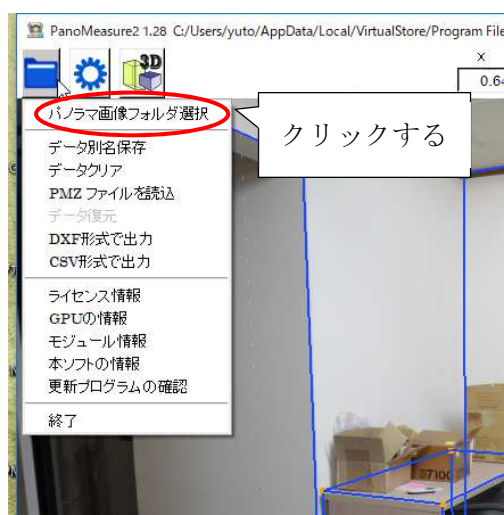 PanoMeasure2 1.28 C:/Users/yuto/AppData/Local/VirtualStore/Program File
3D
×
0.64
パノラマ画像フォルダ選択
クリックする
データ別名保存
データクリア
PMZ ファイルを読込
データ復元
DXF形式で出力
CSV形式で出力
ライセンス情報
GPUの情報
モジュール情報
本ソフトの情報
更新プログラムの確認
終了